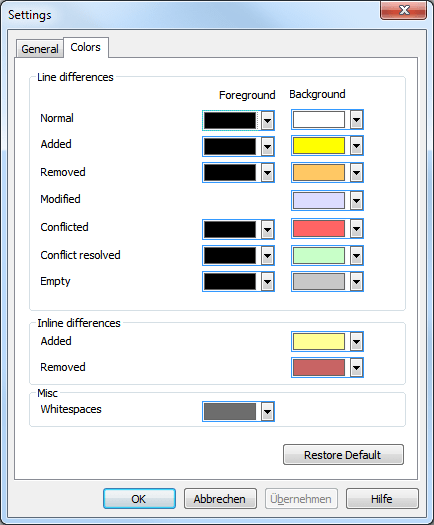 Settings
General Colors
Line differences
Foreground Background
Normal
Added
Removed
Modified
Conflicted
Conflict resolved
Empty
Inline differences
Added
Removed
Misc
Whitespaces
Restore Default
OK Abbrechen Übernehmen Hilfe